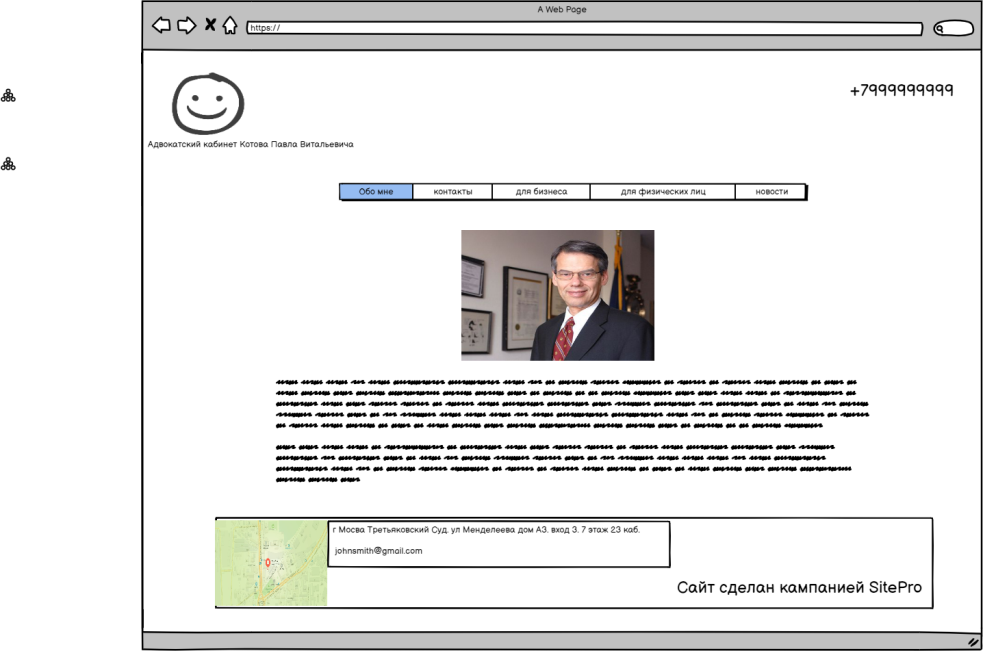 A Web Page
https://
+7999999999
Адвокатский кабинет Котова Павла Витальевича
Обо мне
контакты
для бизнеса
для физических лиц
новости
г Мосва Третьяковский Суд. ул Менделеева дом А3. вход 3. 7 этаж 23 каб.
johnsmith@gmail.com
Сайт сделан кампанией SitePro